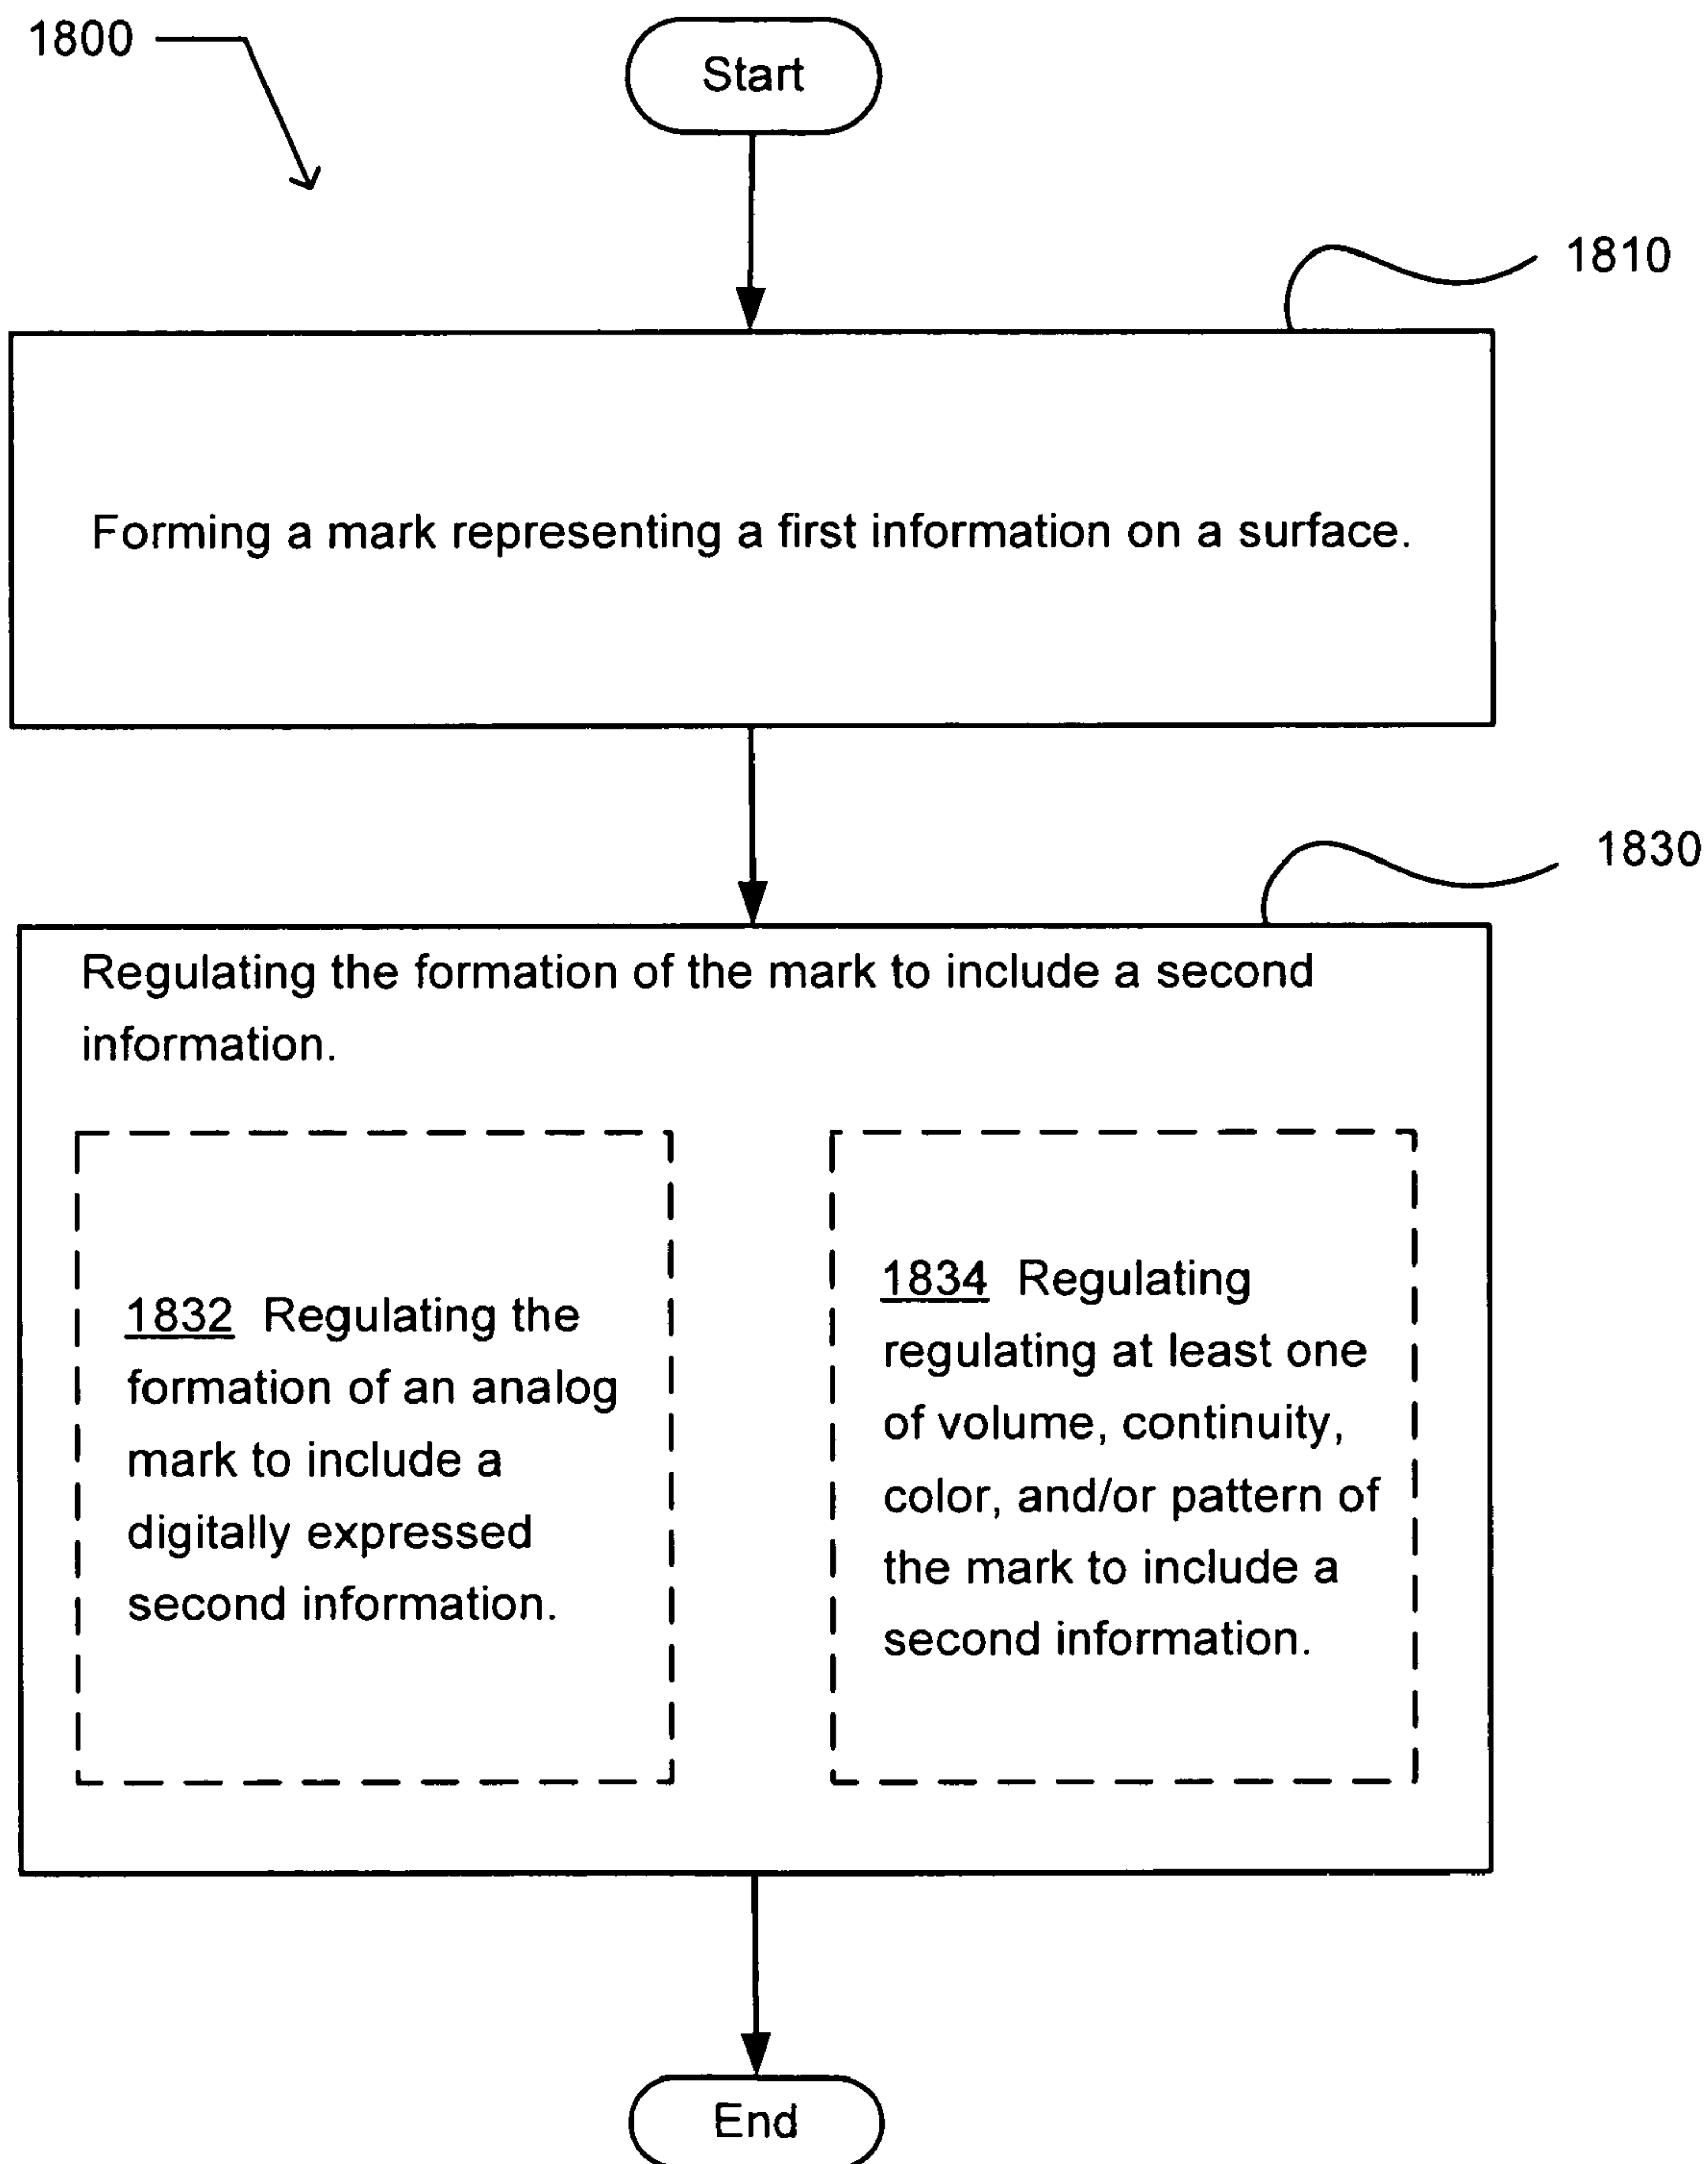 1800
Start
1810
Forming a mark representing a first information on a surface.
1830
Regulating the formation of the mark to include a second
information.
1832 Regulating the
formation of an analog
mark to include a
digitally expressed
second information.
1834 Regulating
regulating at least one
of volume, continuity,
color, and/or pattern of
the mark to include a
second information.
End